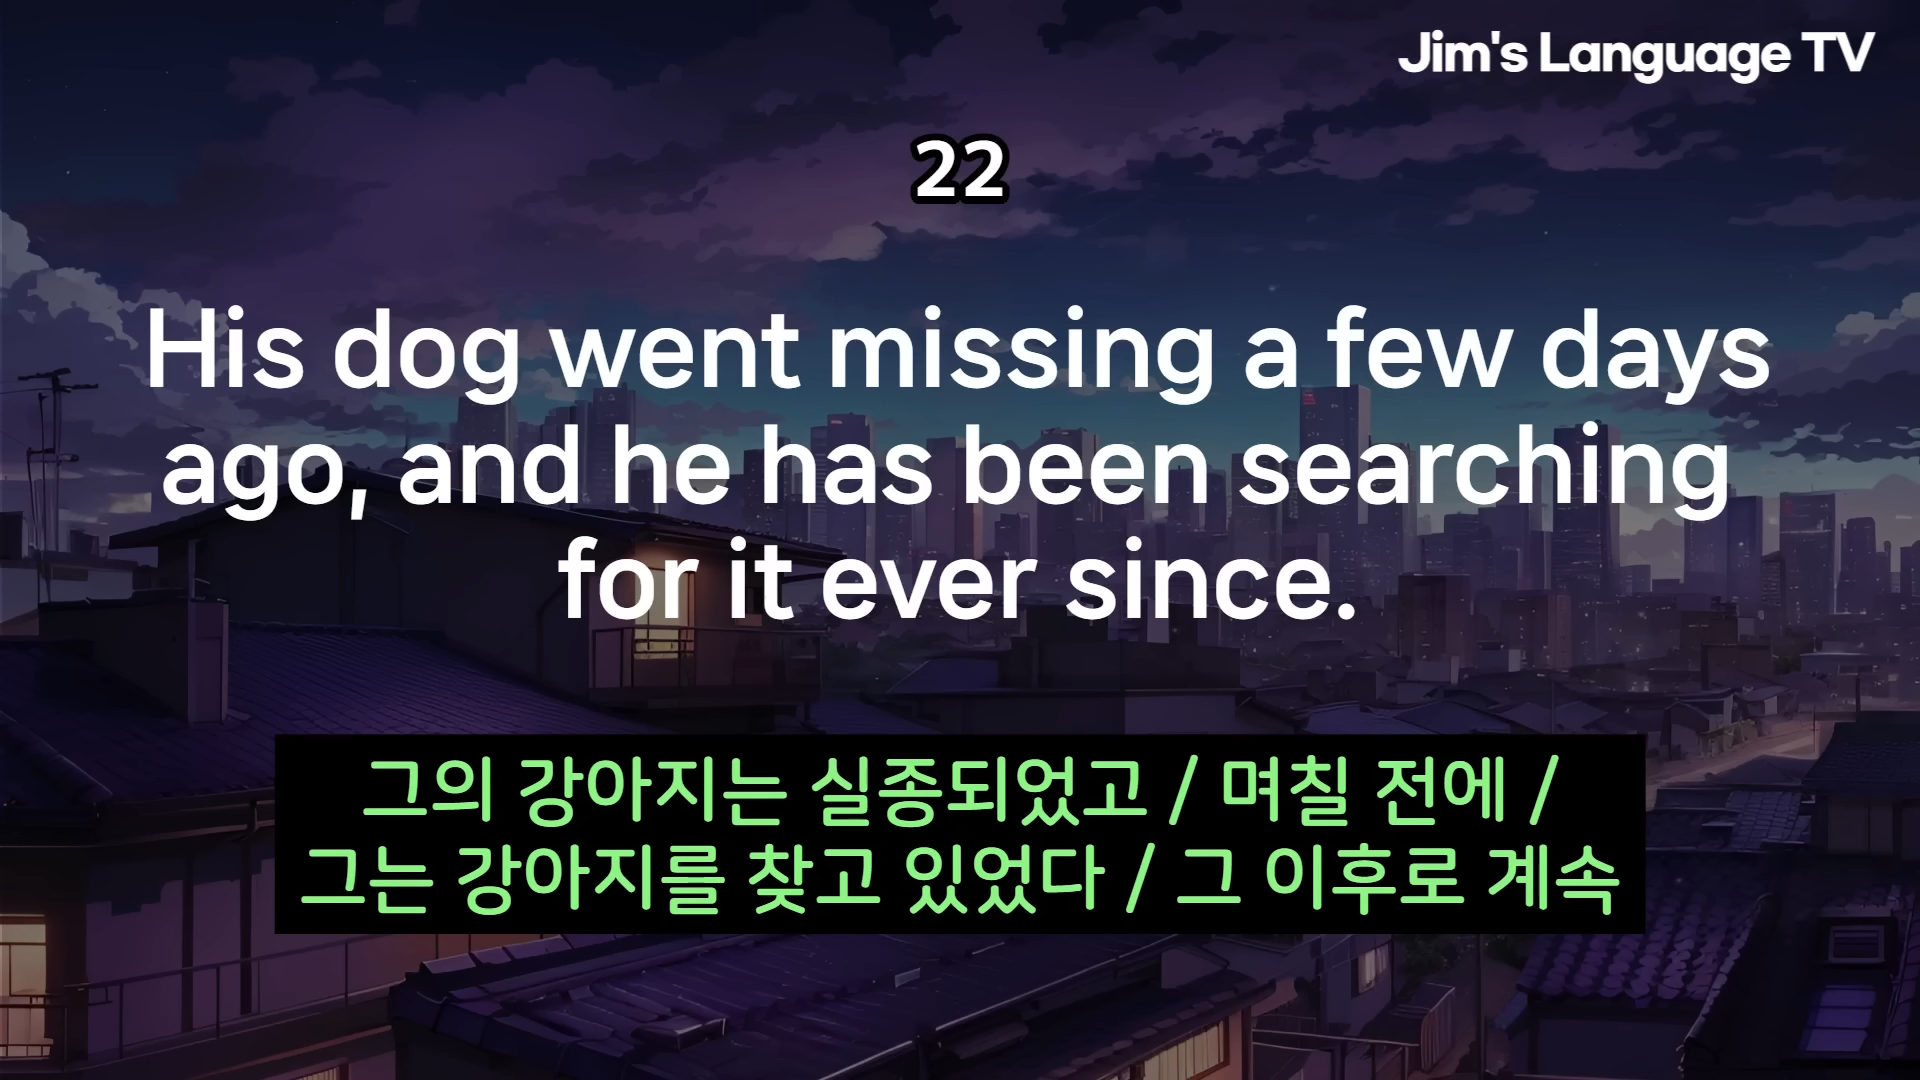 Jim's Language TV
22
His dog went missing a few days
ago, and he has been searching
for it ever since.
그의 강아지는 실종되었고 / 며칠 전에 /
그는 강아지를 찾고 있었다 / 그 이후로 계속